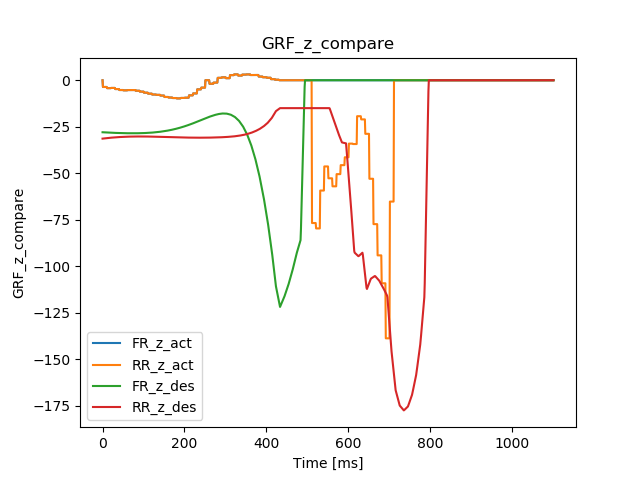 GRF_z_compare
GRF_z_compare
0
−25
−50
−75
−100
−125
−150
−175
FR_z_act
RR_z_act
FR_z_des
RR_z_des
0 200 400 600 800 1000
Time [ms]